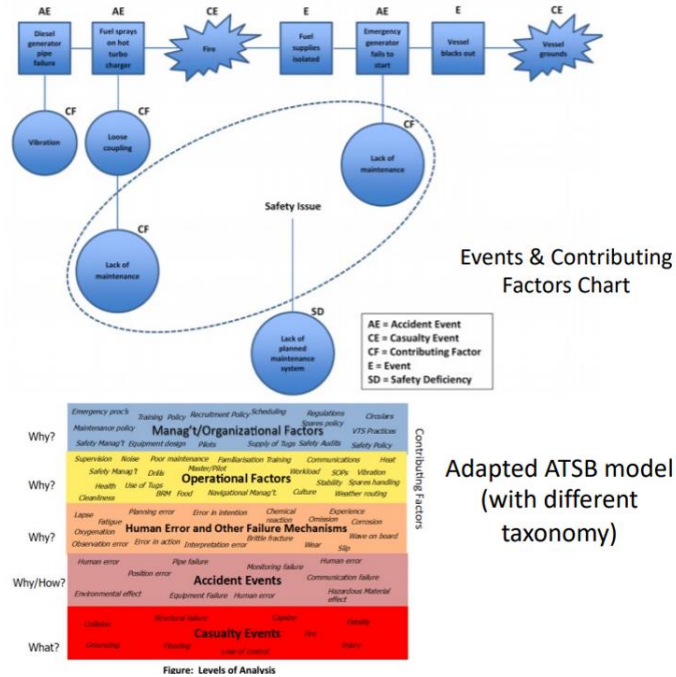 AE AE CE E AE E CE
Diesel generator pipe failure
Fuel sprays on hot turbo charger
Fire
Fuel supplies isolated
Emergency generator fails to start
Vessel blacks out
Vessel grounds
CF CF CF
Vibration
Loose coupling
Lack of maintenance
CF
Lack of maintenance
Safety Issue
SD
Lack of planned maintenance system
Events & Contributing
Factors Chart
AE = Accident Event
CE = Casualty Event
CF = Contributing Factor
E = Event
SD = Safety Deficiency
Why?
Emergency proc's Training Policy Recruitment Policy Scheduling Regulations Circulars
Maintenance policy Spares policy
Manag't/Organizational Factors VTS Practices
Safety Manag't Equipment design Pilots Supply of Tugs Safety Audits Safety Policy
Contributing Factors
Why?
Supervision Noise Poor maintenance Familiarisation Training Communications Heat
Safety Manag't Drills Master/Pilot Workload SOPs Vibration
Operational Factors
Health Use of Tugs Stability Spares handling
Cleanliness BRM Food Navigational Manag't. Culture Weather routing
Why?
Lapse Planning error Error in intention Chemical reaction Experience
Fatigue Omission Corrosion
Oxygenation Human Error and Other Failure Mechanisms
Observation error Error in action Interpretation error Brittle fracture Wear Slip Wave on board
Why/How?
Human error Pipe failure Monitoring failure Human error
Position error Accident Events Communication failure
Environmental effect Equipment Failure Human error Hazardous Material effect
What?
Collision Structural failure Capsize Fatality
Casualty Events Fire
Grounding Flooding Loss of control Injury
Figure: Levels of Analysis
Adapted ATSB model
(with different
taxonomy)